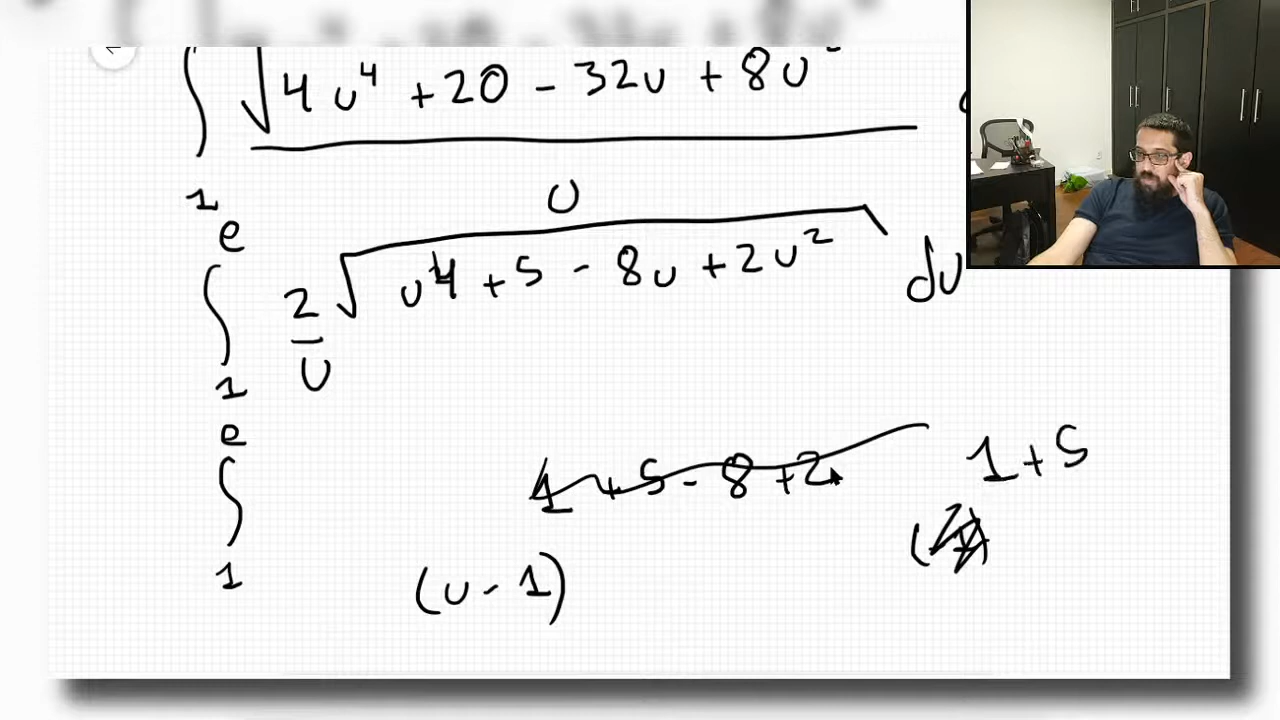 ∫ √4u⁴ + 20 - 32u + 8u²
1
u
e
∫ 2/u √u⁴ + 5 - 8u + 2u² du
1
e
∫ 1 + 5 - 8 + 2 1 + 5
1
(u - 1)